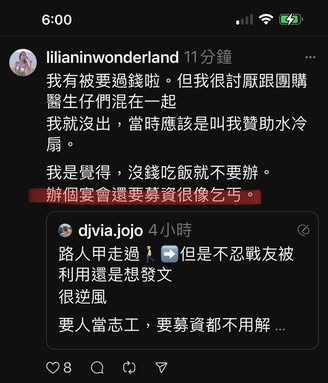 6:00
lilianinwonderland 11分鐘
我有被要過錢啦。但我很討厭跟團購
醫生仔們混在一起
我就沒出，當時應該是叫我贊助水冷
扇。
我是覺得，沒錢吃飯就不要辦。
辦個宴會還要募資很像乞丐。
djvia.jojo 4小時
路人甲走過🚶➡️但是不忍戰友被
利用還是想發文
很逆風
要人當志工，要募資都不用解 ...
8